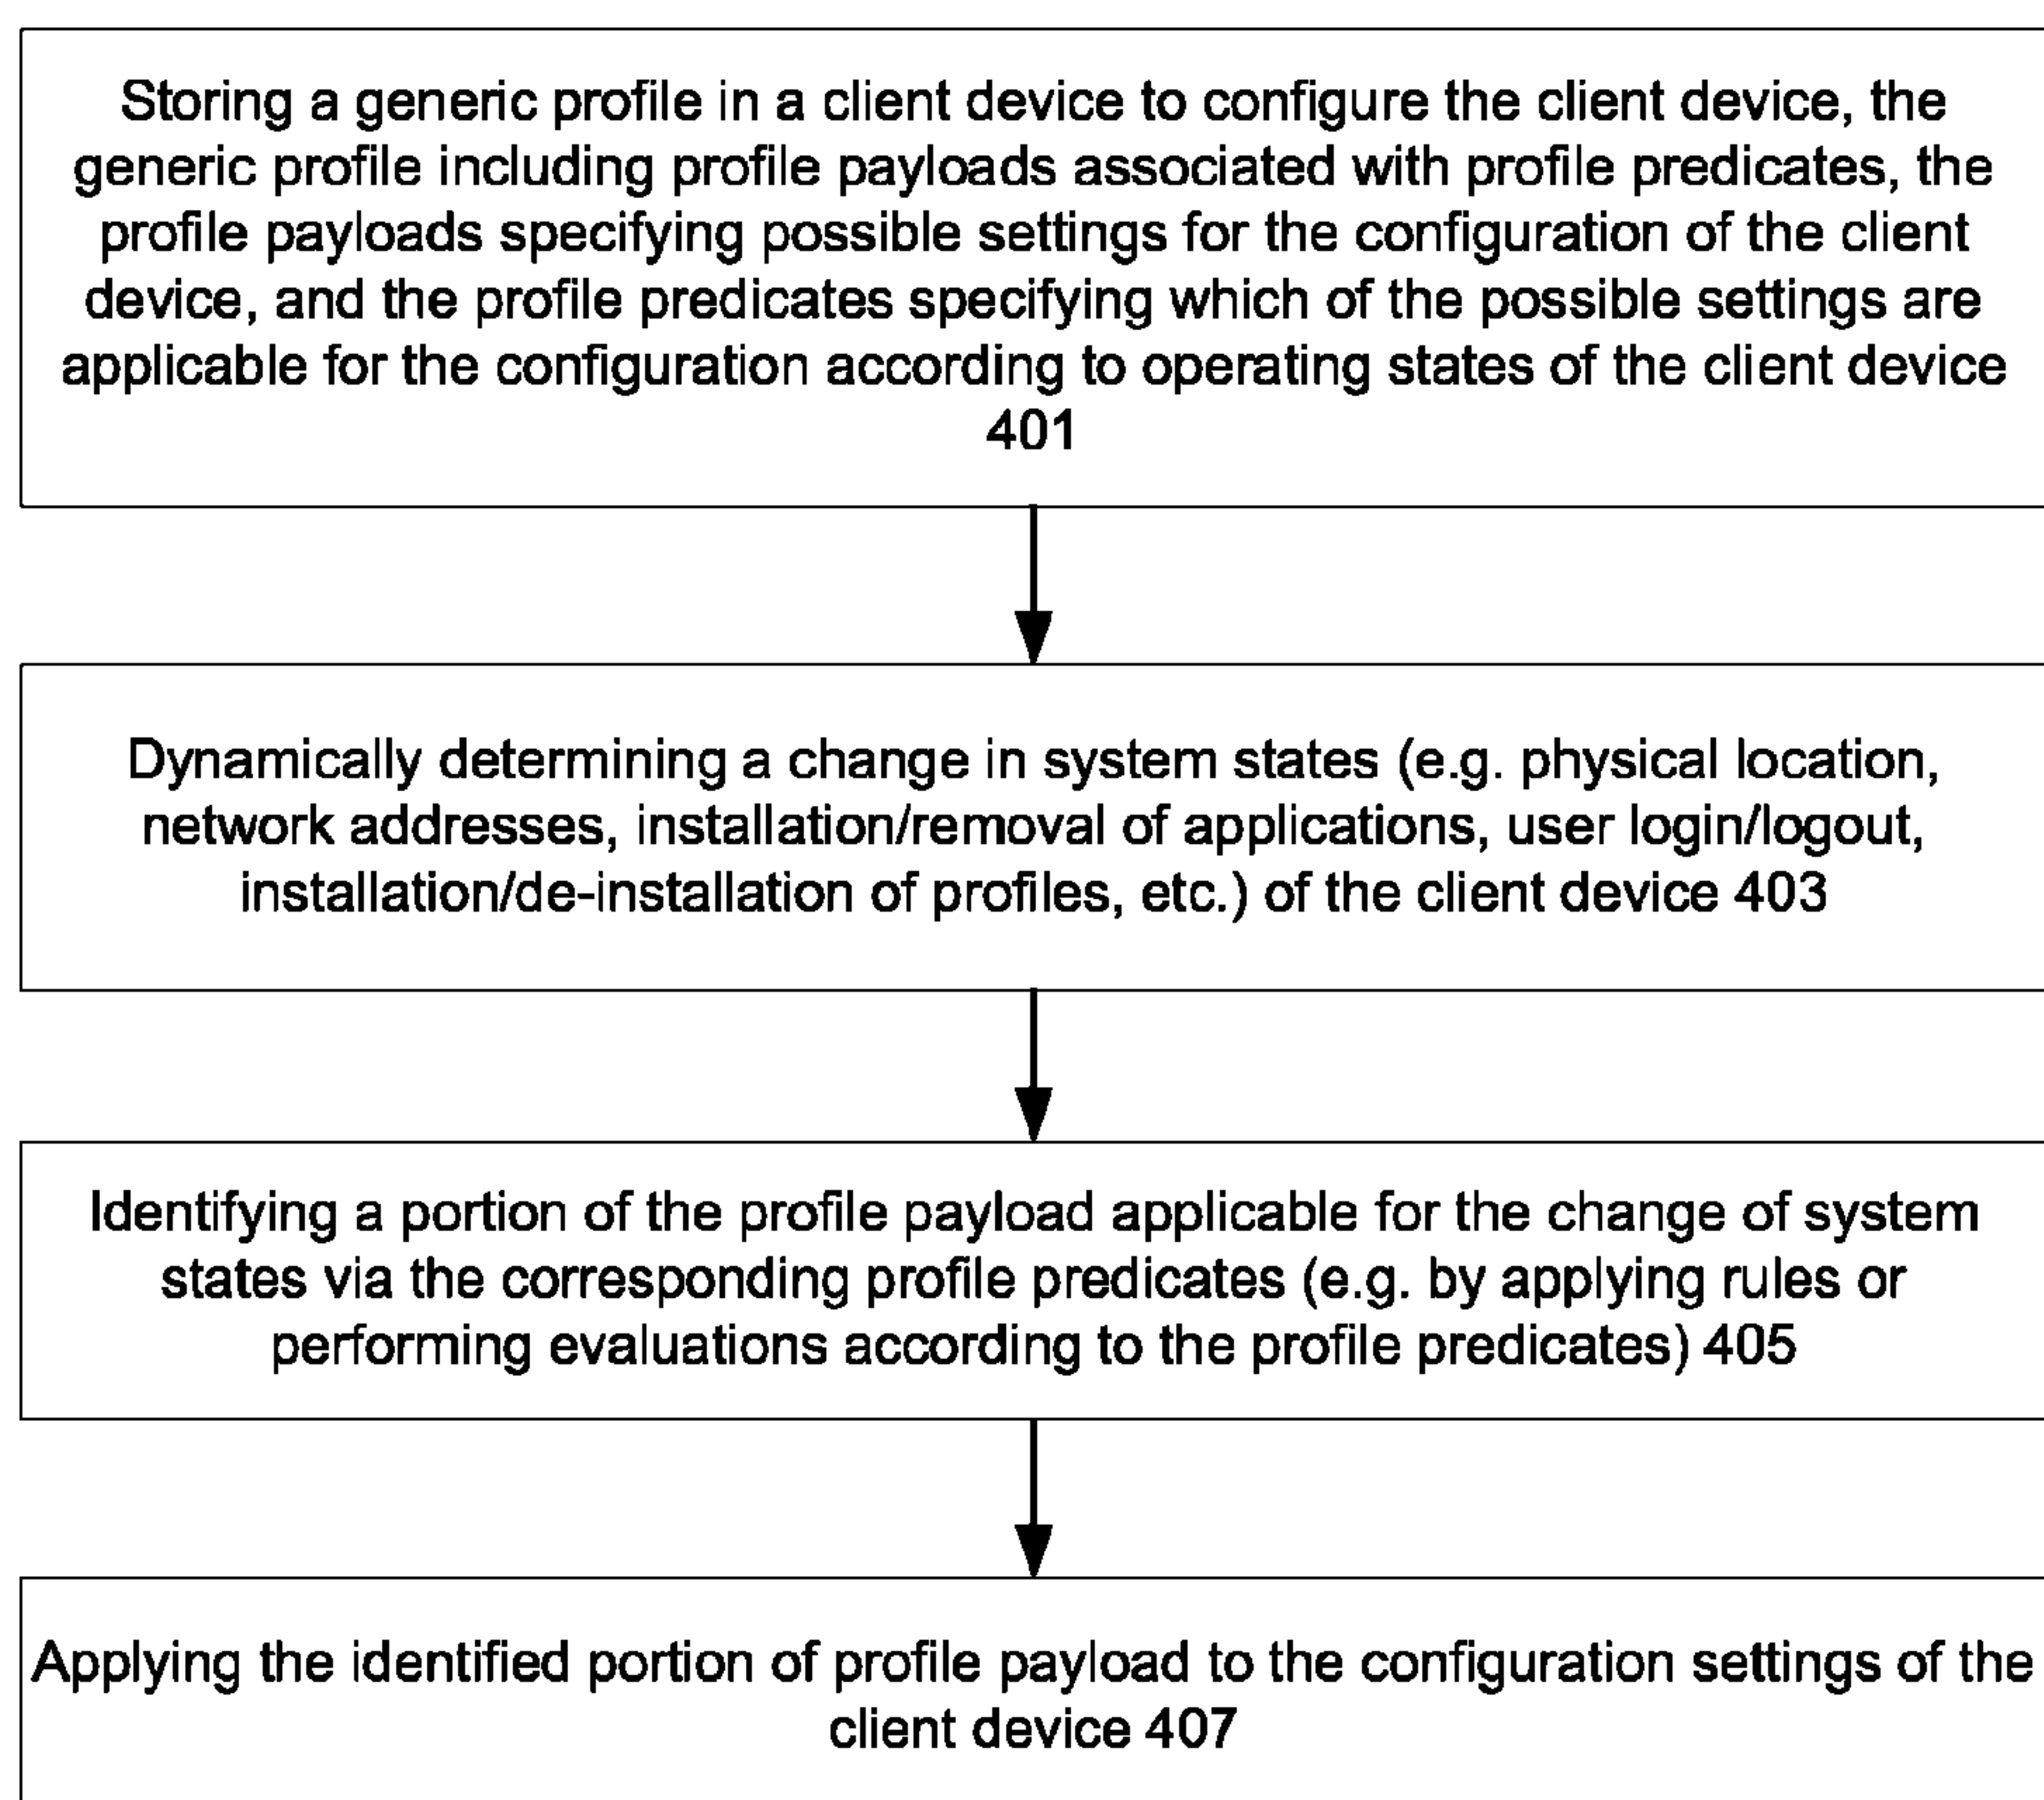 Storing a generic profile in a client device to configure the client device, the
generic profile including profile payloads associated with profile predicates, the
profile payloads specifying possible settings for the configuration of the client
device, and the profile predicates specifying which of the possible settings are
applicable for the configuration according to operating states of the client device
401
Dynamically determining a change in system states (e.g. physical location,
network addresses, installation/removal of applications, user login/logout,
installation/de-installation of profiles, etc.) of the client device 403
Identifying a portion of the profile payload applicable for the change of system
states via the corresponding profile predicates (e.g. by applying rules or
performing evaluations according to the profile predicates) 405
Applying the identified portion of profile payload to the configuration settings of the
client device 407